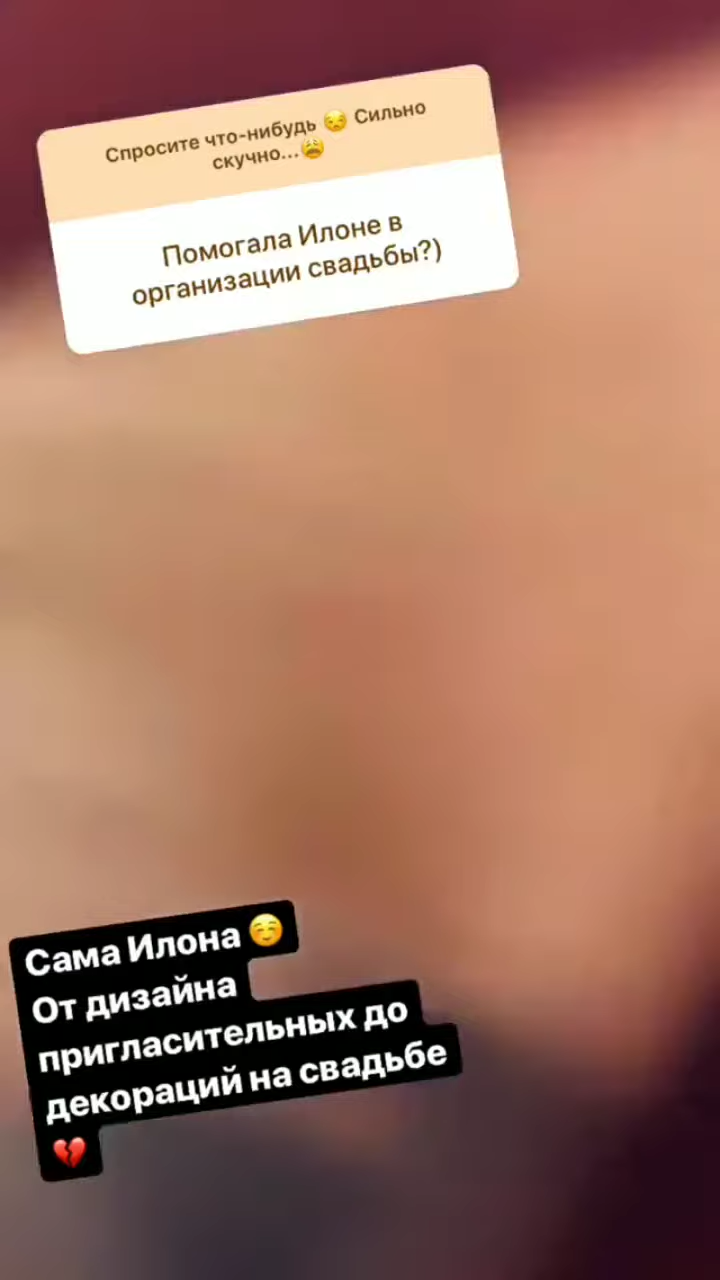 Спросите что-нибудь 😔 Сильно
скучно...😩
Помогала Илоне в
организации свадьбы?)
Сама Илона ☺️
От дизайна
пригласительных до
декораций на свадьбе
💔